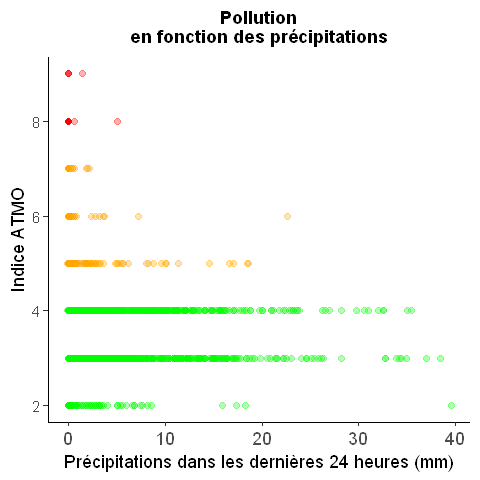 Pollution
en fonction des précipitations
Indice ATMO
8
6
4
2
0 10 20 30 40
Précipitations dans les dernières 24 heures (mm)